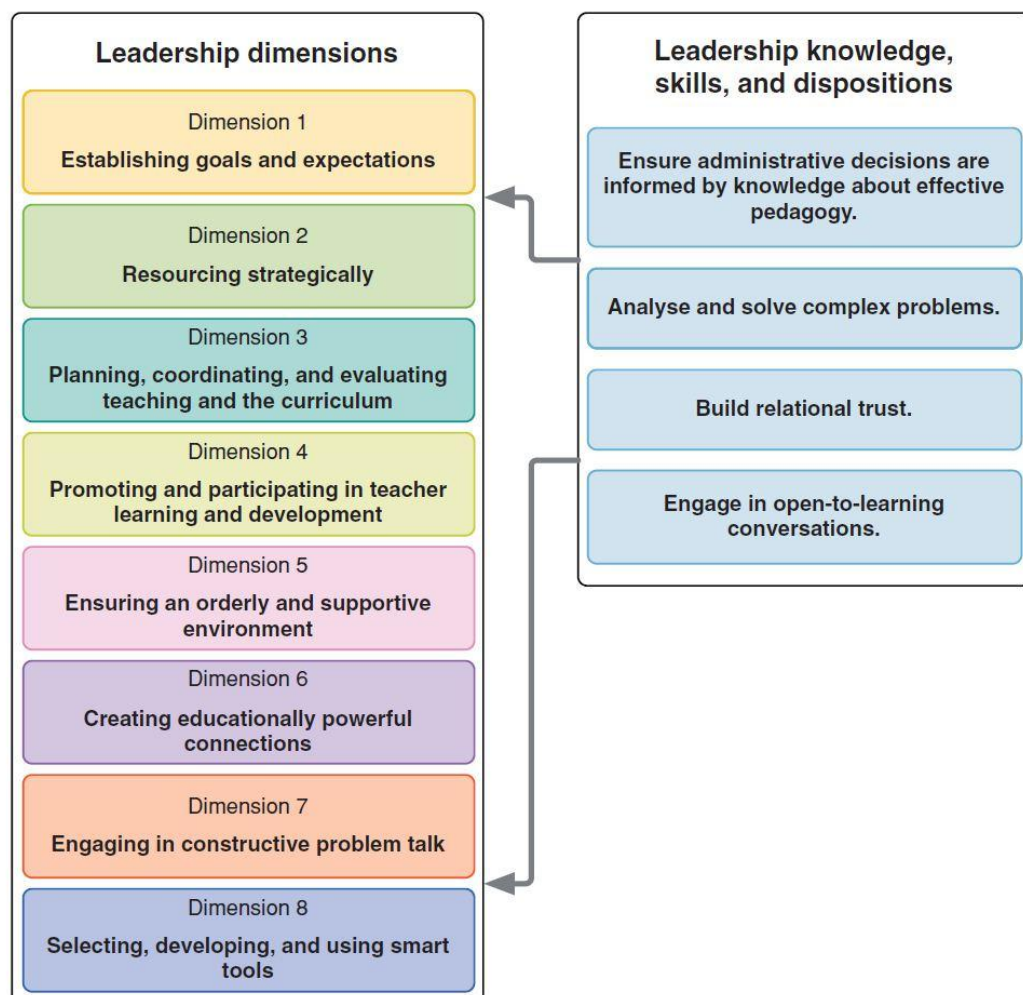 Leadership dimensions
Dimension 1
Establishing goals and expectations
Dimension 2
Resourcing strategically
Dimension 3
Planning, coordinating, and evaluating
teaching and the curriculum
Dimension 4
Promoting and participating in teacher
learning and development
Dimension 5
Ensuring an orderly and supportive
environment
Dimension 6
Creating educationally powerful
connections
Dimension 7
Engaging in constructive problem talk
Dimension 8
Selecting, developing, and using smart
tools
Leadership knowledge,
skills, and dispositions
Ensure administrative decisions are
informed by knowledge about effective
pedagogy.
Analyse and solve complex problems.
Build relational trust.
Engage in open-to-learning
conversations.